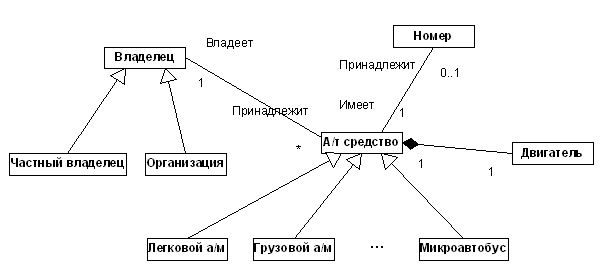 Номер
Владеет
Владелец
Принадлежит
0..1
1
Принадлежит
Имеет
1
*
А/т средство
Двигатель
1
1
Частный владелец
Организация
Легковой а/м
Грузовой а/м
...
Микроавтобус